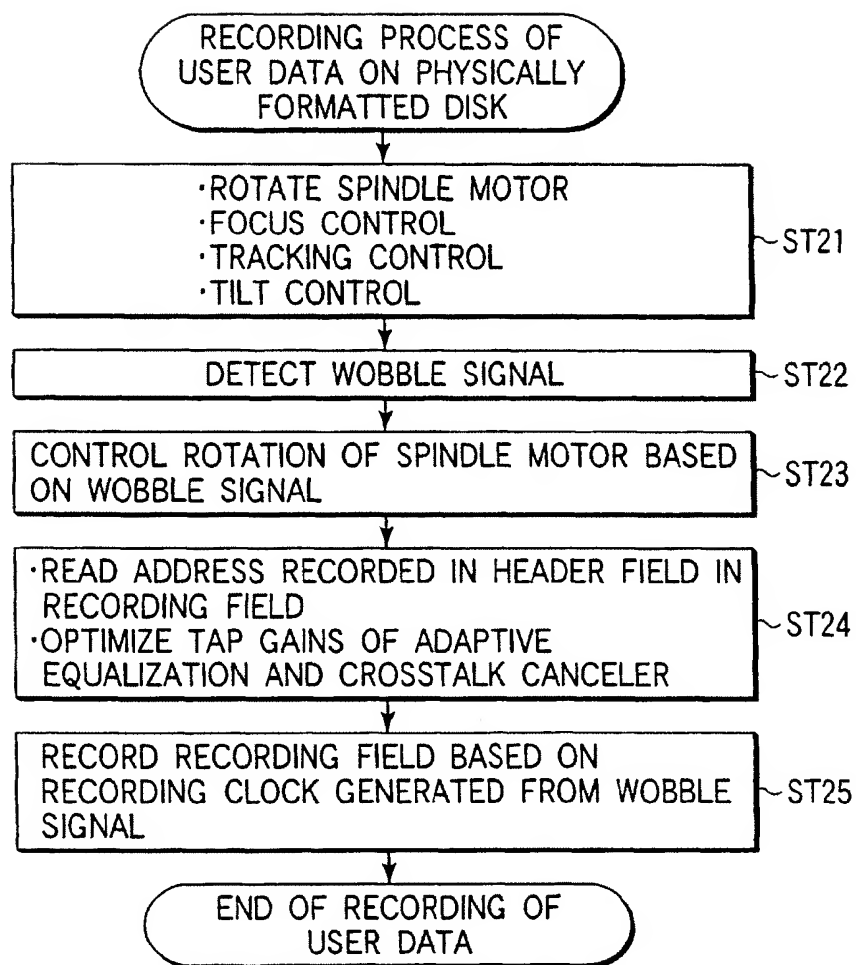 RECORDING PROCESS OF
USER DATA ON PHYSICALLY
FORMATTED DISK
·ROTATE SPINDLE MOTOR
·FOCUS CONTROL
·TRACKING CONTROL
·TILT CONTROL
ST21
DETECT WOBBLE SIGNAL
ST22
CONTROL ROTATION OF SPINDLE MOTOR BASED
ON WOBBLE SIGNAL
ST23
·READ ADDRESS RECORDED IN HEADER FIELD IN
RECORDING FIELD
·OPTIMIZE TAP GAINS OF ADAPTIVE
EQUALIZATION AND CROSSTALK CANCELER
ST24
RECORD RECORDING FIELD BASED ON
RECORDING CLOCK GENERATED FROM WOBBLE
SIGNAL
ST25
END OF RECORDING OF
USER DATA